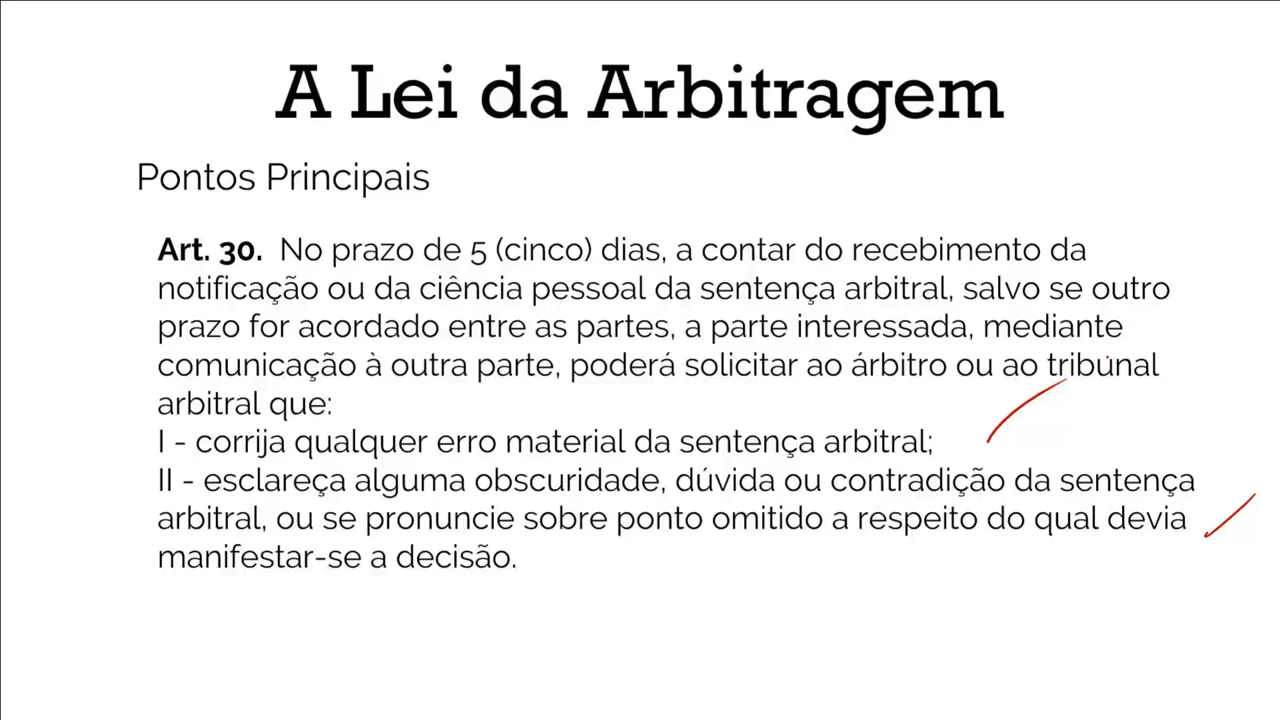 A Lei da Arbitragem
Pontos Principais
Art. 30. No prazo de 5 (cinco) dias, a contar do recebimento da
notificação ou da ciência pessoal da sentença arbitral, salvo se outro
prazo for acordado entre as partes, a parte interessada, mediante
comunicação à outra parte, poderá solicitar ao árbitro ou ao tribunal
arbitral que:
I - corrija qualquer erro material da sentença arbitral;
II - esclareça alguma obscuridade, dúvida ou contradição da sentença
arbitral, ou se pronuncie sobre ponto omitido a respeito do qual devia
manifestar-se a decisão.